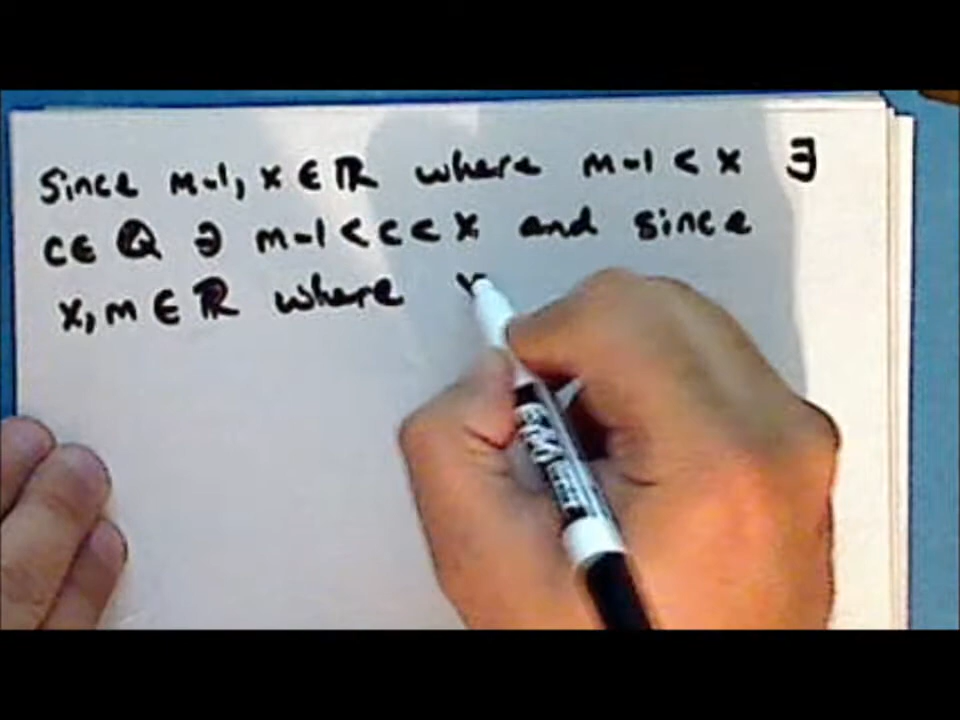 Since m-1, x ∈ ℝ where m-1 < x ∃
c ∈ ℚ ∋ m-1 < c < x and since
x, m ∈ ℝ where x